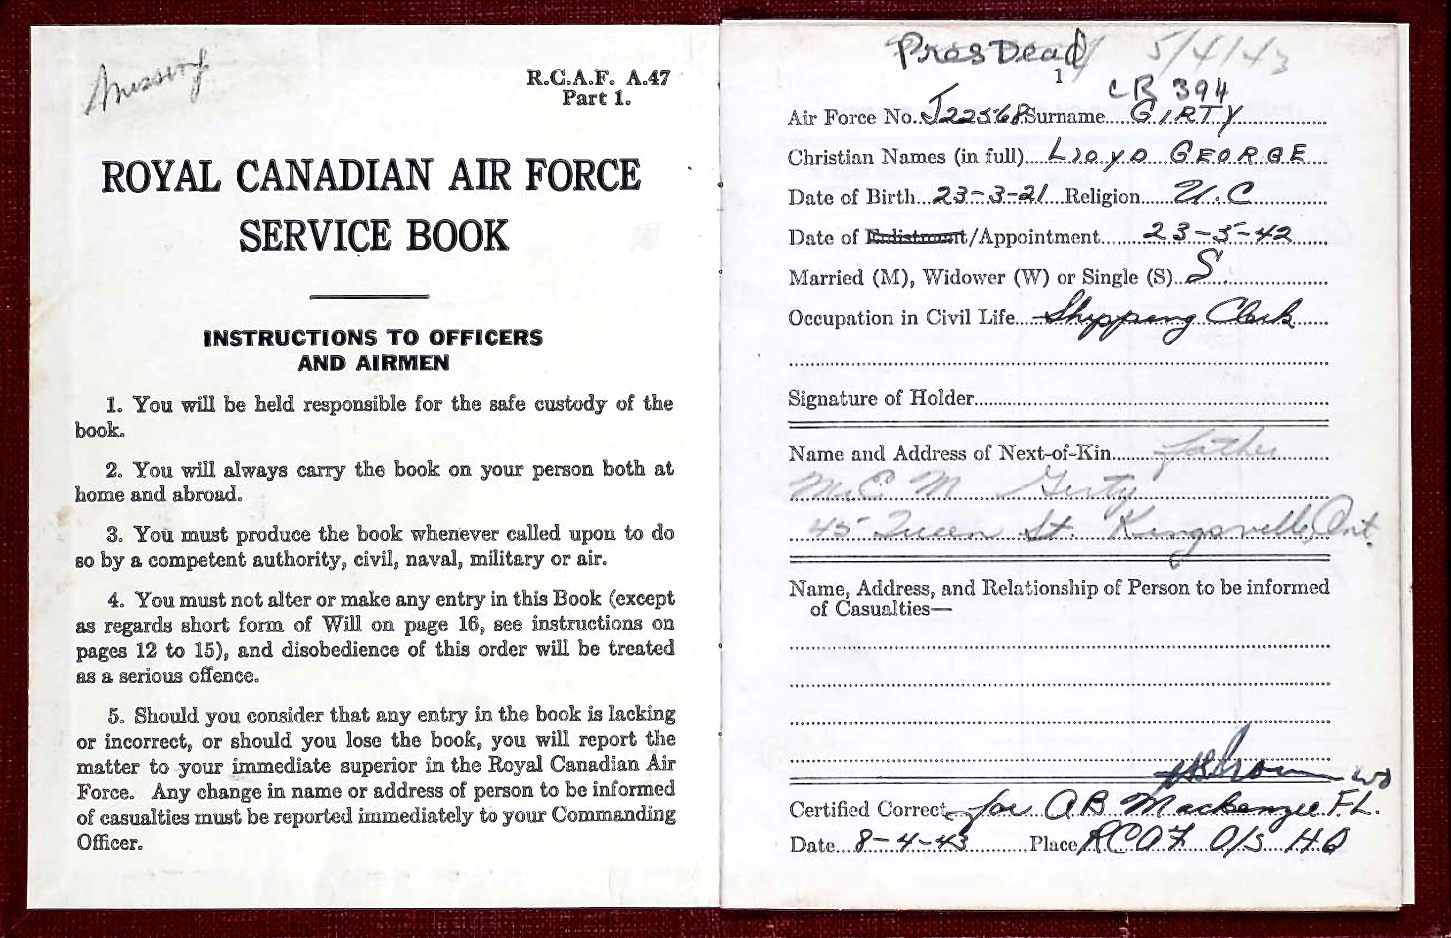 Missing
R.C.A.F. A.47
Part 1.
ROYAL CANADIAN AIR FORCE
SERVICE BOOK
INSTRUCTIONS TO OFFICERS
AND AIRMEN
1. You will be held responsible for the safe custody of the
book.
2. You will always carry the book on your person both at
home and abroad.
3. You must produce the book whenever called upon to do
so by a competent authority, civil, naval, military or air.
4. You must not alter or make any entry in this Book (except
as regards short form of Will on page 16, see instructions on
pages 12 to 15), and disobedience of this order will be treated
as a serious offence.
5. Should you consider that any entry in the book is lacking
or incorrect, or should you lose the book, you will report the
matter to your immediate superior in the Royal Canadian Air
Force. Any change in name or address of person to be informed
of casualties must be reported immediately to your Commanding
Officer.
Pres Dead 5/4/43
1
CR 394
Air Force No. J22568 Surname GIRTY
Christian Names (in full) LLOYD GEORGE
Date of Birth 23-3-21 Religion U.C
Date of Enlistment/Appointment 23-5-42
Married (M), Widower (W) or Single (S) S
Occupation in Civil Life Shipping Clerk
Signature of Holder
Name and Address of Next-of-Kin father
Mr C M Girty
45 Queen St. Kingsville, Ont.
Name, Address, and Relationship of Person to be informed
of Casualties—
Certified Correct for A B Mackenzie F.L.
Date 8-4-43 Place RCAF O/S HQ